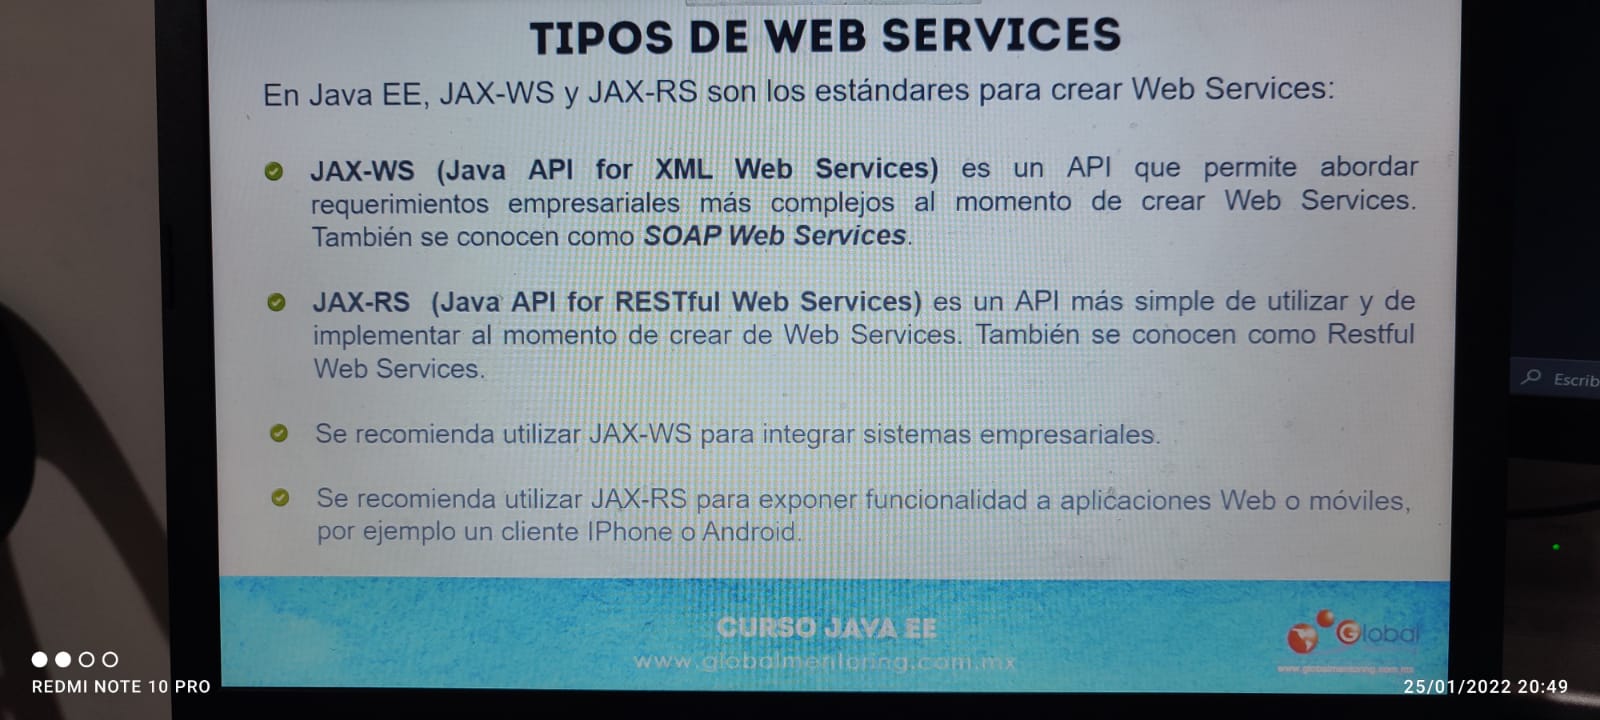 TIPOS DE WEB SERVICES
En Java EE, JAX-WS y JAX-RS son los estándares para crear Web Services:
JAX-WS (Java API for XML Web Services) es un API que permite abordar
requerimientos empresariales más complejos al momento de crear Web Services.
También se conocen como SOAP Web Services.
JAX-RS (Java API for RESTful Web Services) es un API más simple de utilizar y de
implementar al momento de crear de Web Services. También se conocen como Restful
Web Services.
Escrib
Se recomienda utilizar JAX-WS para integrar sistemas empresariales.
Se recomienda utilizar JAX-RS para exponer funcionalidad a aplicaciones Web o móviles,
por ejemplo un cliente IPhone o Android.
CURSO JAVA EE
www.globalmentoring.com.mx
Global
www.globalmentoring.com.mx
REDMI NOTE 10 PRO
25/01/2022 20:49